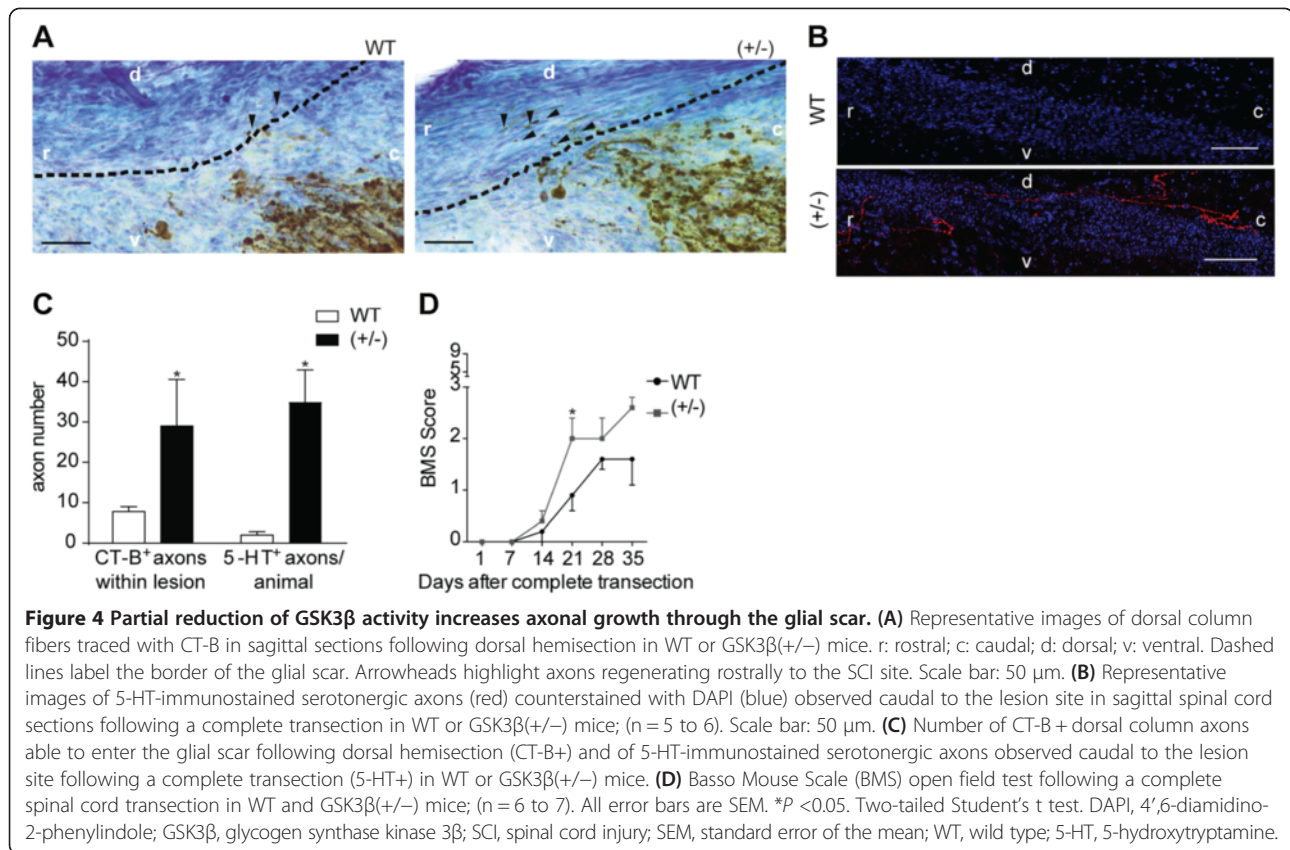 A
WT
(+/-)
B
d
r
c
v
d
r
c
v
WT
d
r
c
v
(+/-)
d
r
c
v
C
WT
(+/-)
50
40
30
20
10
0
axon number
*
*
CT-B+ axons
within lesion
5-HT+ axons/
animal
D
9
5
3
2
1
0
BMS Score
WT
(+/-)
*
1 7 14 21 28 35
Days after complete transection
Figure 4 Partial reduction of GSK3β activity increases axonal growth through the glial scar. (A) Representative images of dorsal column
fibers traced with CT-B in sagittal sections following dorsal hemisection in WT or GSK3β(+/−) mice. r: rostral; c: caudal; d: dorsal; v: ventral. Dashed
lines label the border of the glial scar. Arrowheads highlight axons regenerating rostrally to the SCI site. Scale bar: 50 μm. (B) Representative
images of 5-HT-immunostained serotonergic axons (red) counterstained with DAPI (blue) observed caudal to the lesion site in sagittal spinal cord
sections following a complete transection in WT or GSK3β(+/−) mice; (n = 5 to 6). Scale bar: 50 μm. (C) Number of CT-B + dorsal column axons
able to enter the glial scar following dorsal hemisection (CT-B+) and of 5-HT-immunostained serotonergic axons observed caudal to the lesion
site following a complete transection (5-HT+) in WT or GSK3β(+/−) mice. (D) Basso Mouse Scale (BMS) open field test following a complete
spinal cord transection in WT and GSK3β(+/−) mice; (n = 6 to 7). All error bars are SEM. *P <0.05. Two-tailed Student's t test. DAPI, 4′,6-diamidino-
2-phenylindole; GSK3β, glycogen synthase kinase 3β; SCI, spinal cord injury; SEM, standard error of the mean; WT, wild type; 5-HT, 5-hydroxytryptamine.